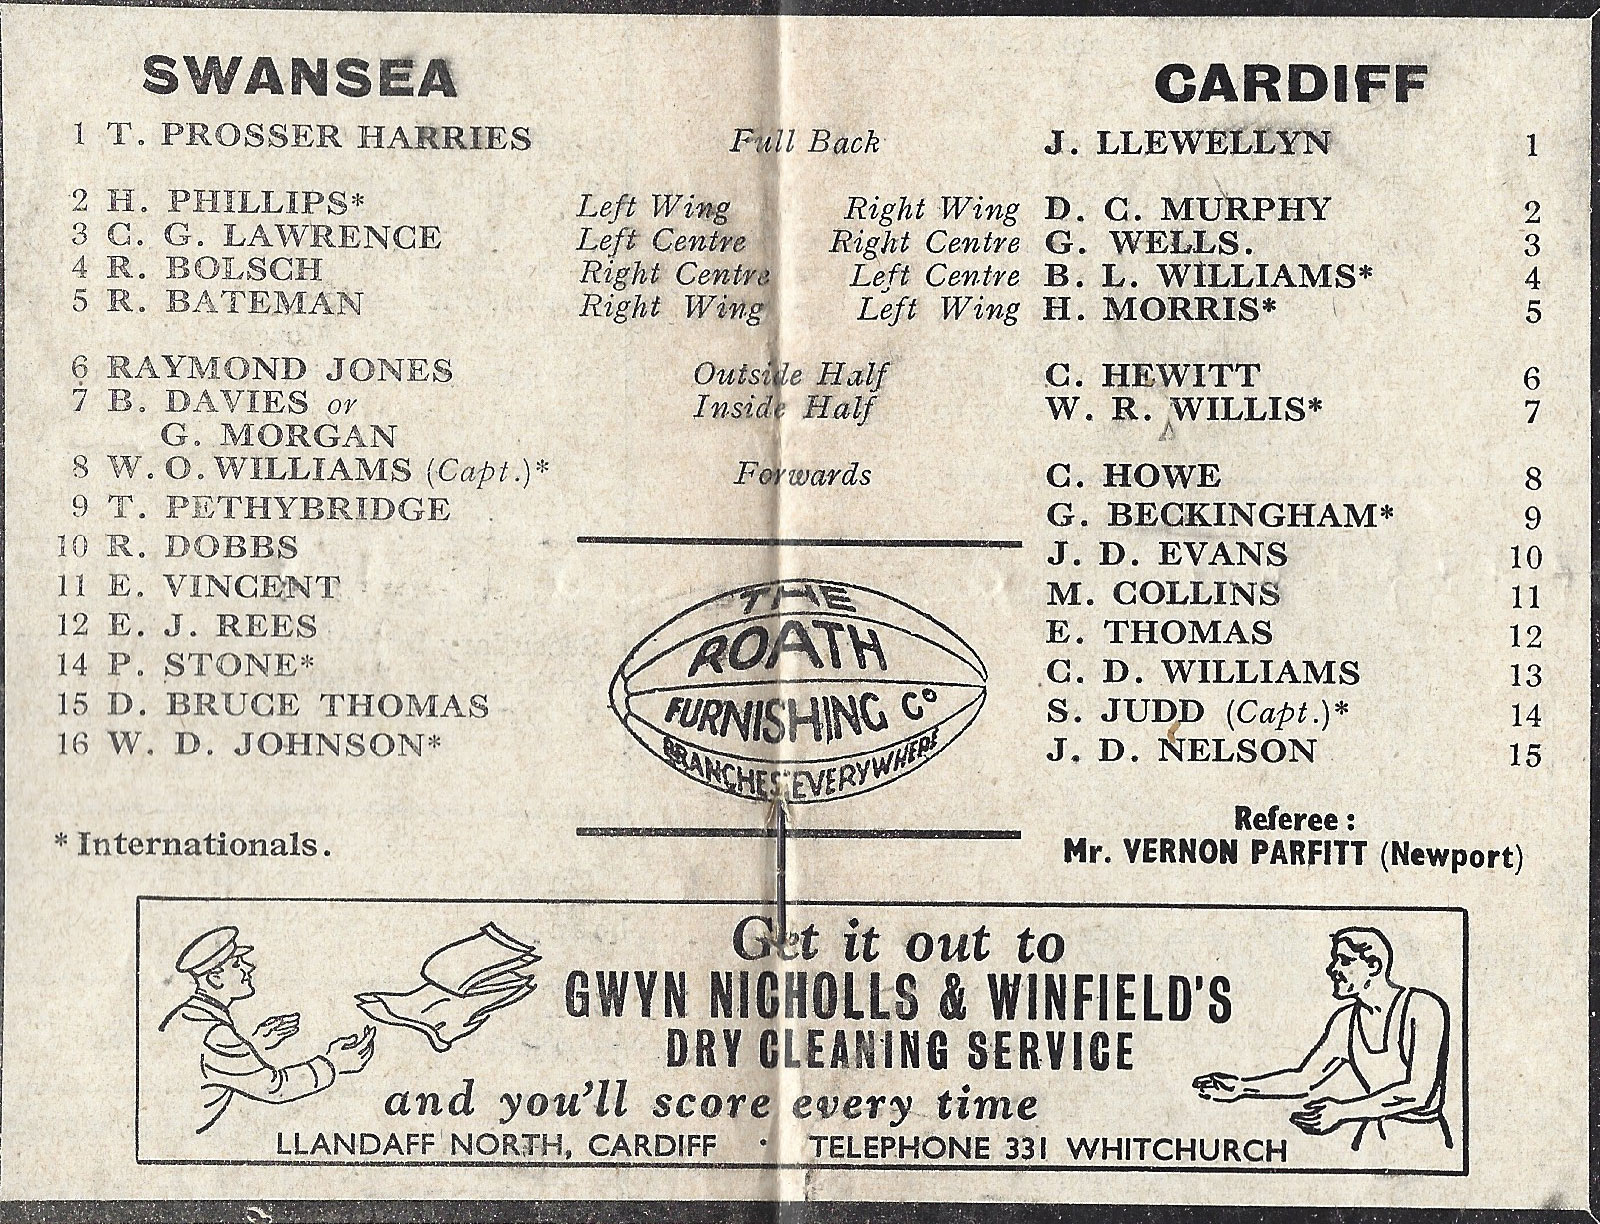 SWANSEA
CARDIFF
1 T. PROSSER HARRIES Full Back J. LLEWELLYN 1
2 H. PHILLIPS* Left Wing Right Wing D. C. MURPHY 2
3 C. G. LAWRENCE Left Centre Right Centre G. WELLS. 3
4 R. BOLSCH Right Centre Left Centre B. L. WILLIAMS* 4
5 R. BATEMAN Right Wing Left Wing H. MORRIS* 5
6 RAYMOND JONES Outside Half C. HEWITT 6
7 B. DAVIES or Inside Half W. R. WILLIS* 7
G. MORGAN
8 W. O. WILLIAMS (Capt.)* Forwards C. HOWE 8
9 T. PETHYBRIDGE G. BECKINGHAM* 9
10 R. DOBBS J. D. EVANS 10
11 E. VINCENT M. COLLINS 11
12 E. J. REES E. THOMAS 12
14 P. STONE* C. D. WILLIAMS 13
15 D. BRUCE THOMAS S. JUDD (Capt.)* 14
16 W. D. JOHNSON* J. D. NELSON 15
THE
ROATH
FURNISHING Co
BRANCHES EVERYWHERE
* Internationals.
Referee :
Mr. VERNON PARFITT (Newport)
Get it out to
GWYN NICHOLLS & WINFIELD'S
DRY CLEANING SERVICE
and you'll score every time
LLANDAFF NORTH, CARDIFF · TELEPHONE 331 WHITCHURCH